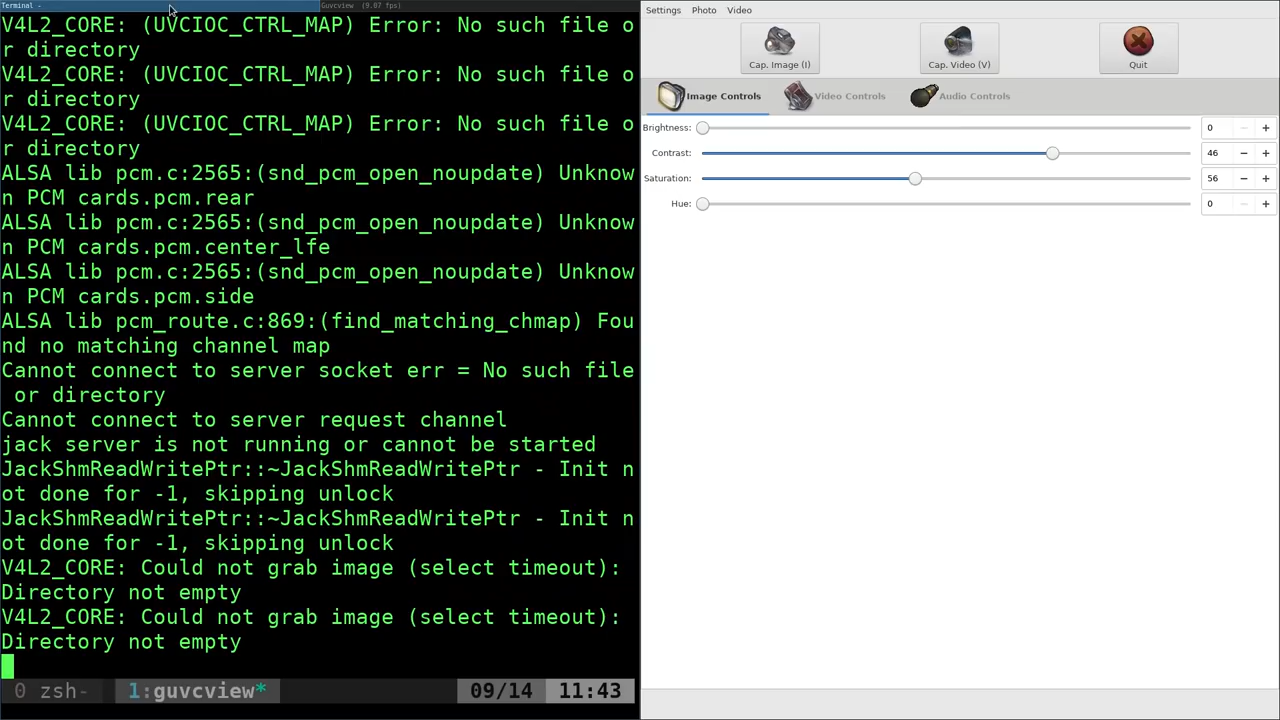 Terminal -
Guvcview (9.07 fps)
V4L2_CORE: (UVCIOC_CTRL_MAP) Error: No such file o
r directory
V4L2_CORE: (UVCIOC_CTRL_MAP) Error: No such file o
r directory
V4L2_CORE: (UVCIOC_CTRL_MAP) Error: No such file o
r directory
ALSA lib pcm.c:2565:(snd_pcm_open_noupdate) Unknow
n PCM cards.pcm.rear
ALSA lib pcm.c:2565:(snd_pcm_open_noupdate) Unknow
n PCM cards.pcm.center_lfe
ALSA lib pcm.c:2565:(snd_pcm_open_noupdate) Unknow
n PCM cards.pcm.side
ALSA lib pcm_route.c:869:(find_matching_chmap) Fou
nd no matching channel map
Cannot connect to server socket err = No such file
 or directory
Cannot connect to server request channel
jack server is not running or cannot be started
JackShmReadWritePtr::~JackShmReadWritePtr - Init n
ot done for -1, skipping unlock
JackShmReadWritePtr::~JackShmReadWritePtr - Init n
ot done for -1, skipping unlock
V4L2_CORE: Could not grab image (select timeout):
Directory not empty
V4L2_CORE: Could not grab image (select timeout):
Directory not empty
0 zsh- 1:guvcview* 09/14 11:43
Settings Photo Video
Cap. Image (I) Cap. Video (V) Quit
Image Controls Video Controls Audio Controls
Brightness: 0 − +
Contrast: 46 − +
Saturation: 56 − +
Hue: 0 − +